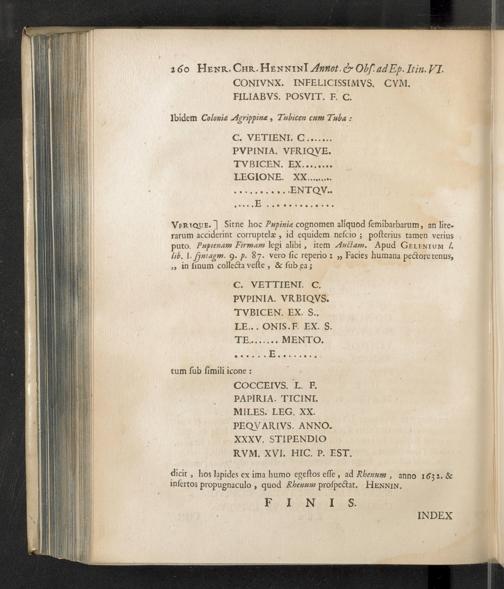 260 HENR. CHR. HENNINI Annot. & Obs. ad Ep. Itin. VI.
CONIVNX. INFELICISSIMVS. CVM.
FILIABVS. POSVIT. F. C.
Ibidem Coloniæ Agrippinæ, Tubicen cum Tuba:
C. VETIENI. C.......
PVPINIA. VFRIQVE.
TVBICEN. EX........
LEGIONE. XX........
...........ENTQV..
.....E .............
VFRIQUE.] Sitne hoc Pupinia cognomen aliquod semibarbarum, an lite-
rarum acciderint corruptelæ, id equidem nescio; posterius tamen verius
puto. Pupienam Firmam legi alibi, item Auctam. Apud GELENIUM l.
lib. I. syntagm. 9. p. 87. vero sic reperio: „ Facies humana pectore tenus,
„ in sinum collecta veste, & sub ea;
C. VETTIENI. C.
PVPINIA. VRBIQVS.
TVBICEN. EX. S..
LE... ONIS. F. EX. S.
TE....... MENTO.
......E........
tum sub simili icone:
COCCEIVS. L. F.
PAPIRIA. TICINI.
MILES. LEG. XX.
PEQVARIVS. ANNO.
XXXV. STIPENDIO
RVM. XVI. HIC. P. EST.
dicit, hos lapides ex ima humo egestos esse, ad Rhenum, anno 1632. &
insertos propugnaculo, quod Rhenum prospectat. HENNIN.
FINIS.
INDEX